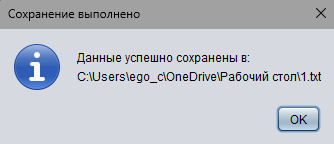 Сохранение выполнено
Данные успешно сохранены в:
C:\Users\ego_c\OneDrive\Рабочий стол\1.txt
OK